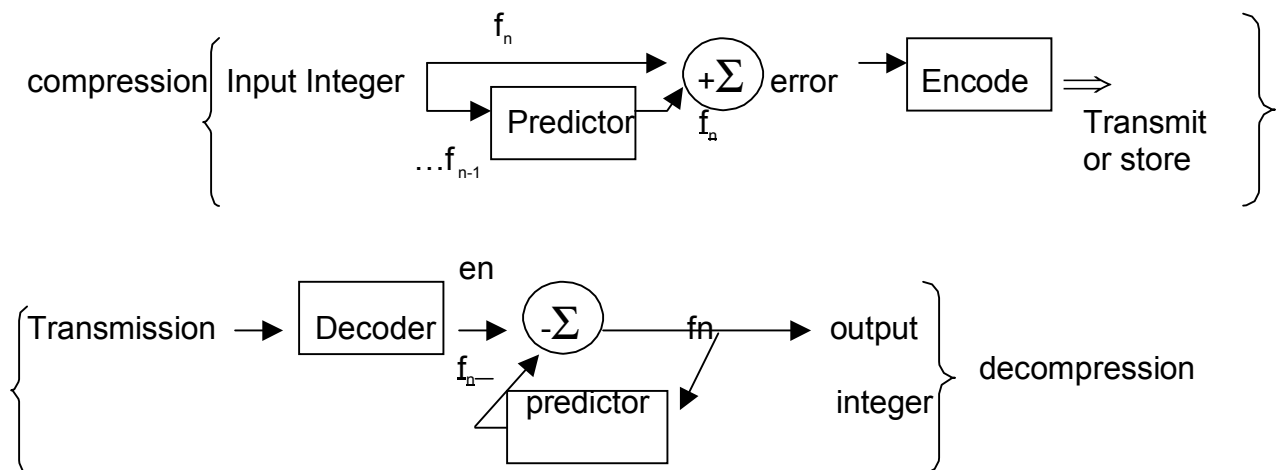 fn
compression Input Integer +Σ error Encode ⇒
Predictor fn
...f n-1
Transmit
or store
en
Transmission Decoder -Σ fn output
fn
predictor integer
decompression